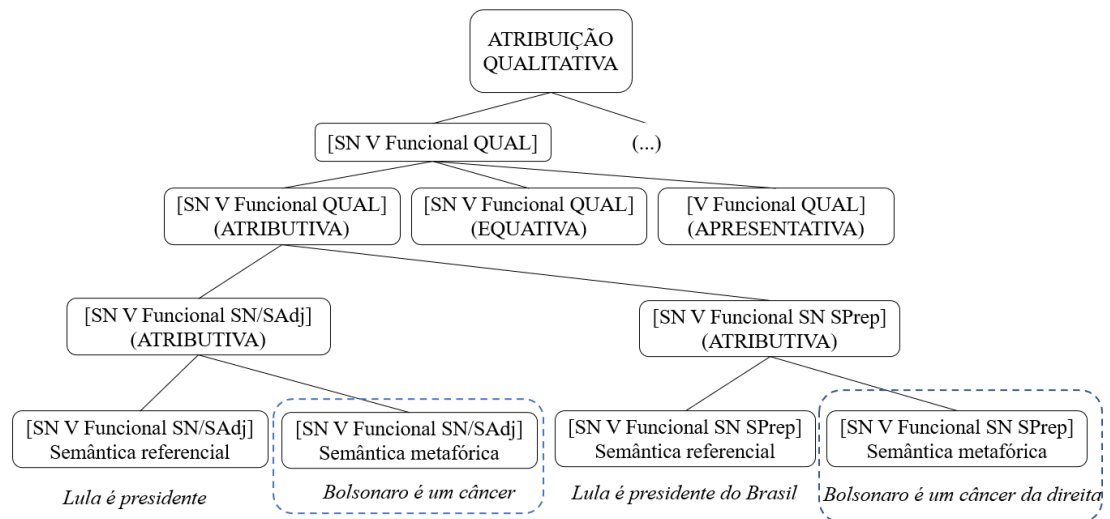 ATRIBUIÇÃO
QUALITATIVA
[SN V Funcional QUAL]
(...)
[SN V Funcional QUAL]
(ATRIBUTIVA)
[SN V Funcional QUAL]
(EQUATIVA)
[V Funcional QUAL]
(APRESENTATIVA)
[SN V Funcional SN/SAdj]
(ATRIBUTIVA)
[SN V Funcional SN SPrep]
(ATRIBUTIVA)
[SN V Funcional SN/SAdj]
Semântica referencial
[SN V Funcional SN/SAdj]
Semântica metafórica
[SN V Funcional SN SPrep]
Semântica referencial
[SN V Funcional SN SPrep]
Semântica metafórica
Lula é presidente
Bolsonaro é um câncer
Lula é presidente do Brasil
Bolsonaro é um câncer da direita